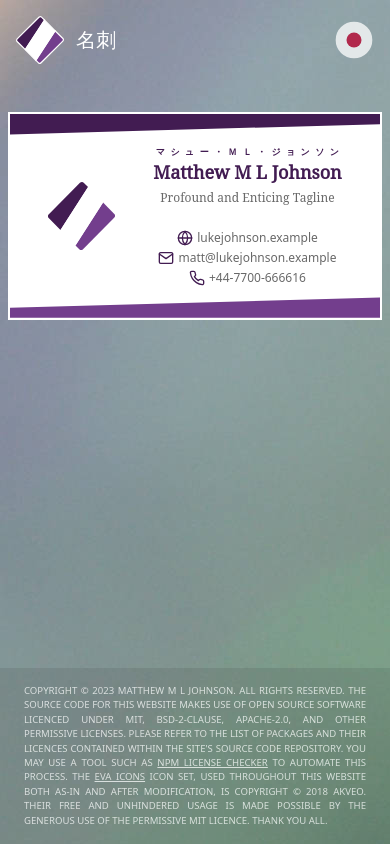 名刺
マシュー・ML・ジョンソン
Matthew M L Johnson
Profound and Enticing Tagline
lukejohnson.example
matt@lukejohnson.example
+44-7700-666616
COPYRIGHT © 2023 MATTHEW M L JOHNSON. ALL RIGHTS RESERVED. THE
SOURCE CODE FOR THIS WEBSITE MAKES USE OF OPEN SOURCE SOFTWARE
LICENCED UNDER MIT, BSD-2-CLAUSE, APACHE-2.0, AND OTHER
PERMISSIVE LICENSES. PLEASE REFER TO THE LIST OF PACKAGES AND THEIR
LICENCES CONTAINED WITHIN THE SITE'S SOURCE CODE REPOSITORY. YOU
MAY USE A TOOL SUCH AS NPM LICENSE CHECKER TO AUTOMATE THIS
PROCESS. THE EVA ICONS ICON SET, USED THROUGHOUT THIS WEBSITE
BOTH AS-IN AND AFTER MODIFICATION, IS COPYRIGHT © 2018 AKVEO.
THEIR FREE AND UNHINDERED USAGE IS MADE POSSIBLE BY THE
GENEROUS USE OF THE PERMISSIVE MIT LICENCE. THANK YOU ALL.